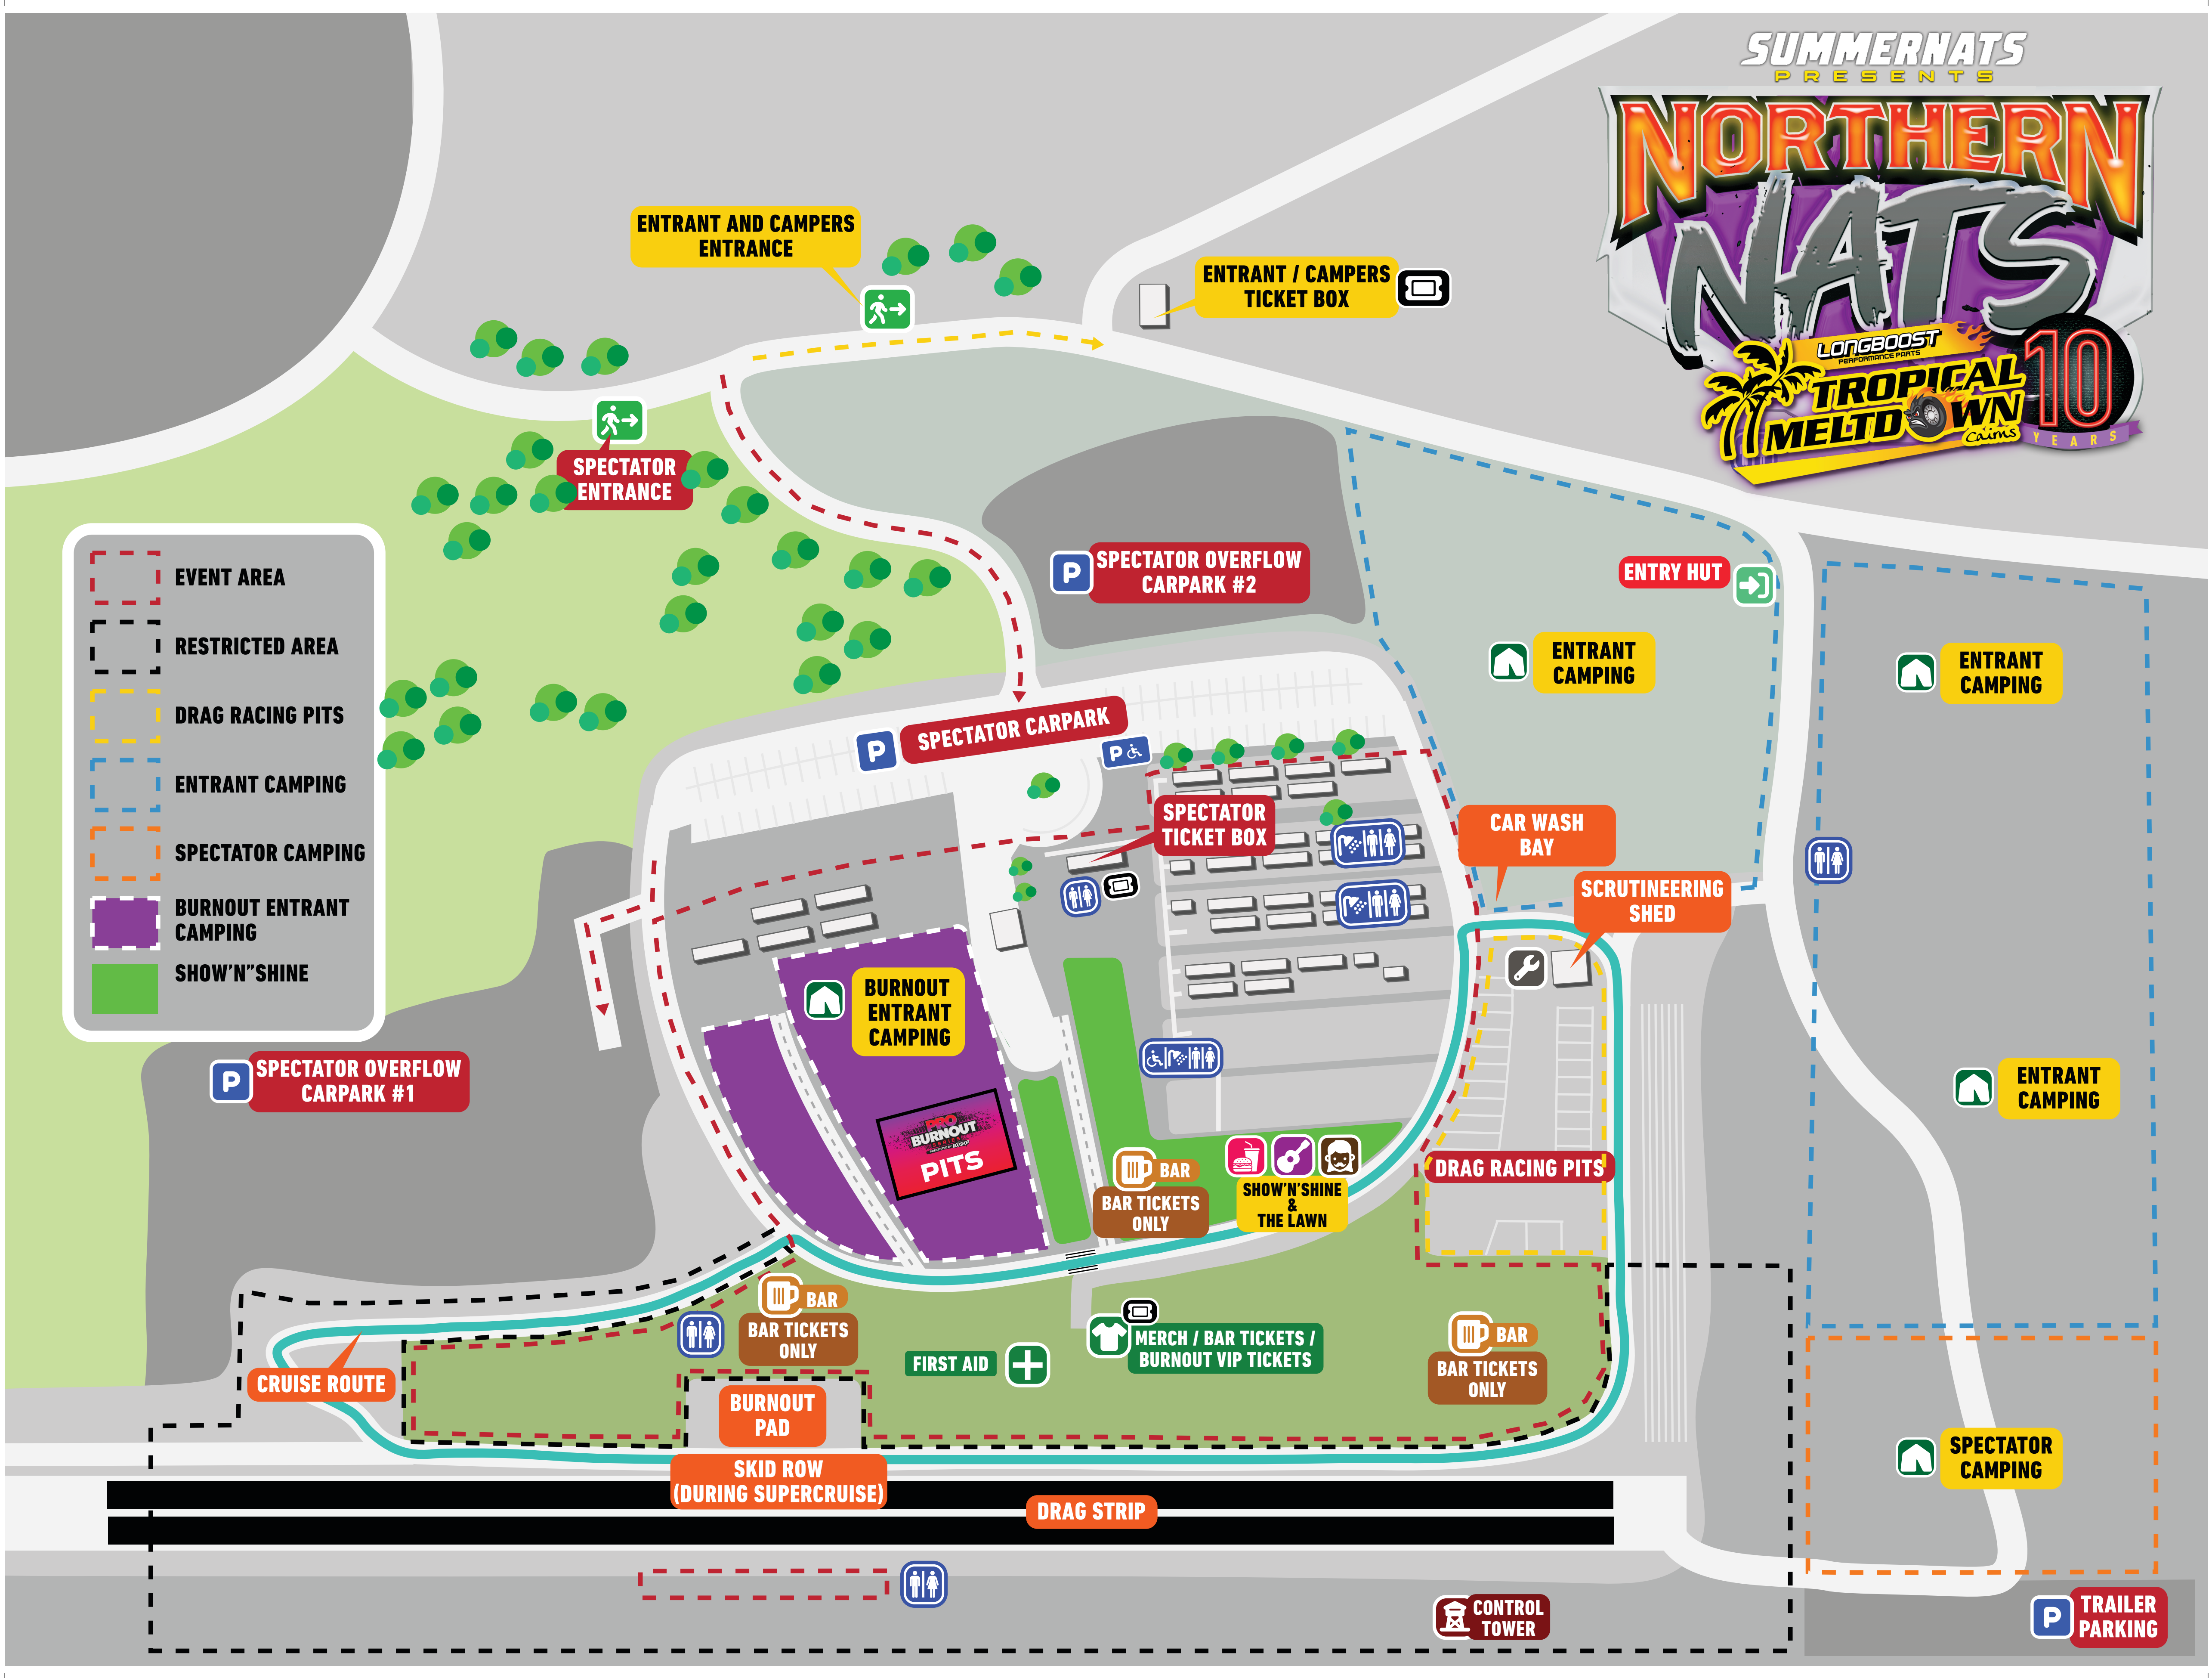 SUMMERNATS
PRESENTS
NORTHERN
NATS
LONGBOOST
PERFORMANCE PARTS
TROPICAL
MELTDOWN
Cairns
10
YEARS
ENTRANT AND CAMPERS
ENTRANCE
ENTRANT / CAMPERS
TICKET BOX
SPECTATOR
ENTRANCE
EVENT AREA
RESTRICTED AREA
DRAG RACING PITS
ENTRANT CAMPING
SPECTATOR CAMPING
BURNOUT ENTRANT
CAMPING
SHOW'N"SHINE
P
SPECTATOR OVERFLOW
CARPARK #2
ENTRY HUT
ENTRANT
CAMPING
ENTRANT
CAMPING
P
SPECTATOR CARPARK
P
SPECTATOR
TICKET BOX
CAR WASH
BAY
SCRUTINEERING
SHED
BURNOUT
ENTRANT
CAMPING
P
SPECTATOR OVERFLOW
CARPARK #1
ENTRANT
CAMPING
PRO
BURNOUT
SERIES
PITS
BAR
BAR TICKETS
ONLY
SHOW'N'SHINE
&
THE LAWN
DRAG RACING PITS
BAR
BAR TICKETS
ONLY
FIRST AID
MERCH / BAR TICKETS /
BURNOUT VIP TICKETS
BAR
BAR TICKETS
ONLY
CRUISE ROUTE
BURNOUT
PAD
SKID ROW
(DURING SUPERCRUISE)
DRAG STRIP
SPECTATOR
CAMPING
CONTROL
TOWER
P
TRAILER
PARKING